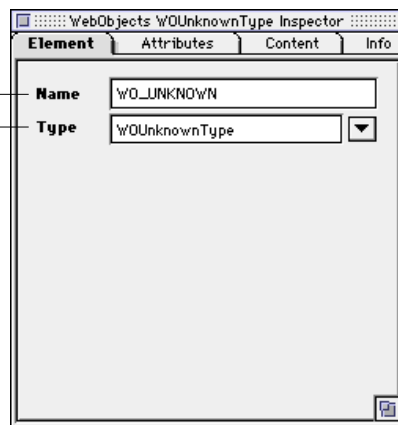 WebObjects WOUnknownType Inspector
Element Attributes Content Info
Name WO_UNKNOWN
Type WOUnknownType